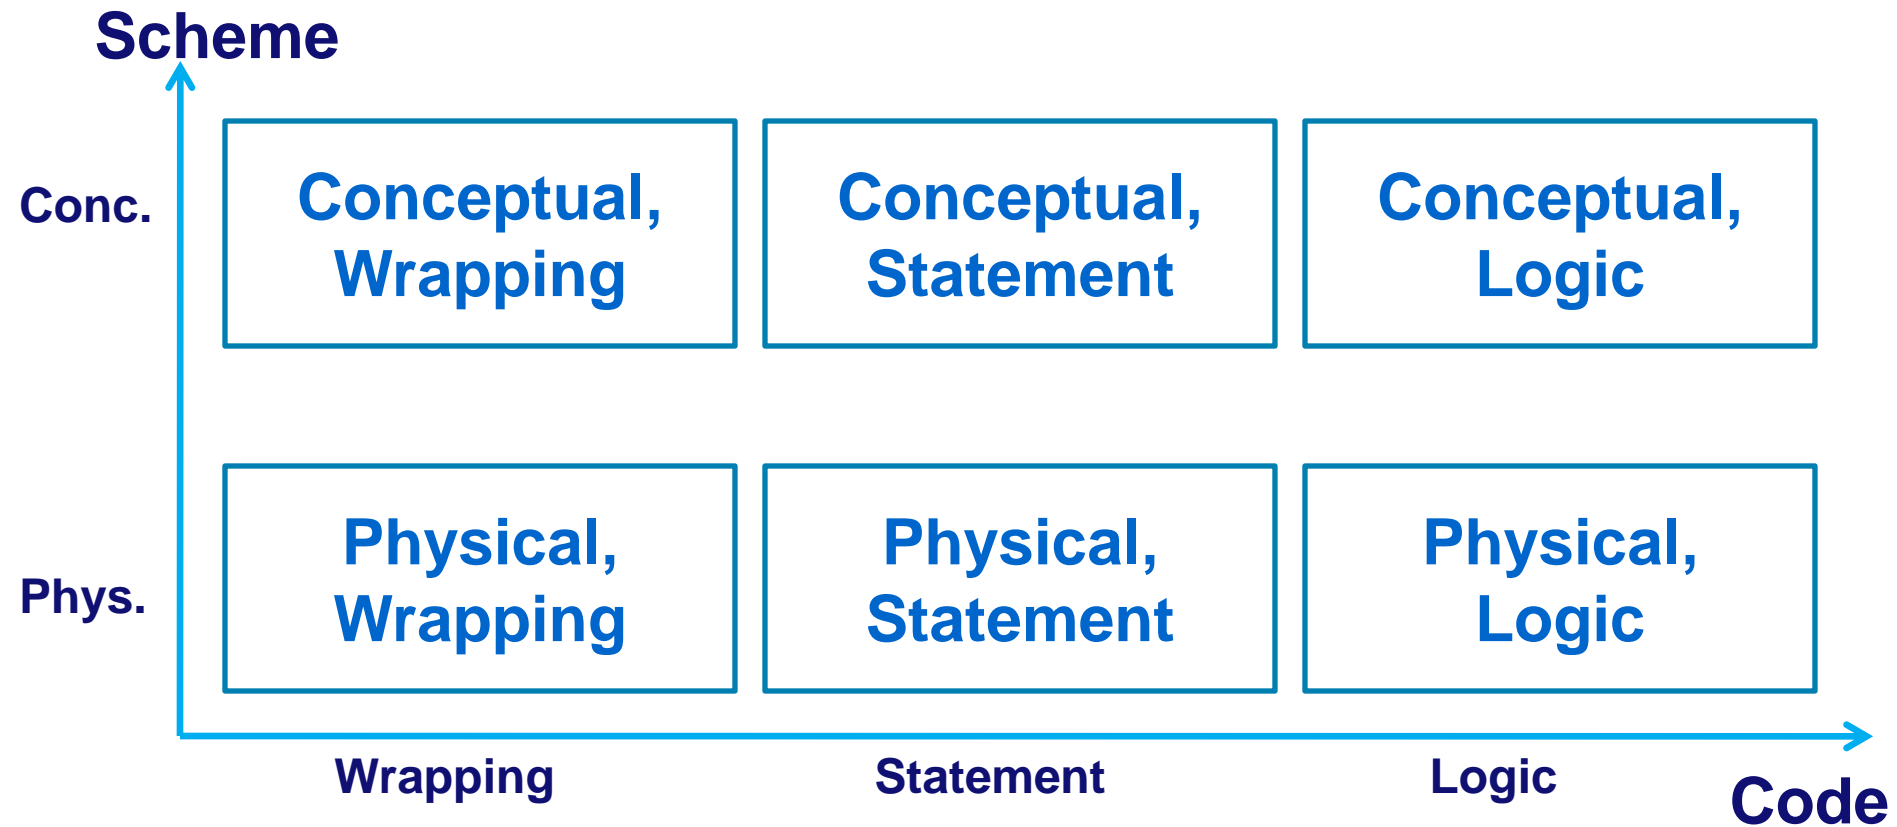 Scheme
Conc.
Conceptual,
Wrapping
Conceptual,
Statement
Conceptual,
Logic
Phys.
Physical,
Wrapping
Physical,
Statement
Physical,
Logic
Wrapping
Statement
Logic
Code